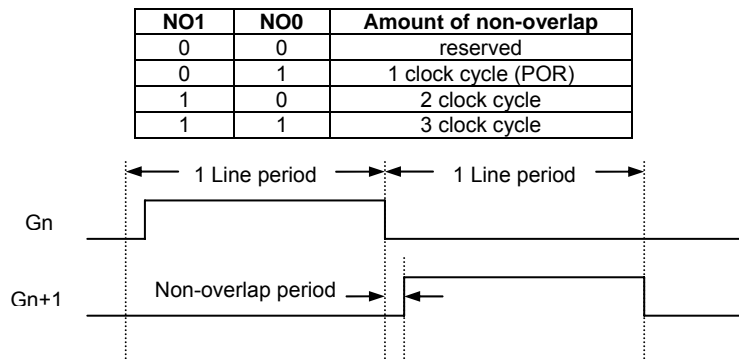 NO1 NO0 Amount of non-overlap
0 0 reserved
0 1 1 clock cycle (POR)
1 0 2 clock cycle
1 1 3 clock cycle
1 Line period 1 Line period
Gn
Non-overlap period
Gn+1